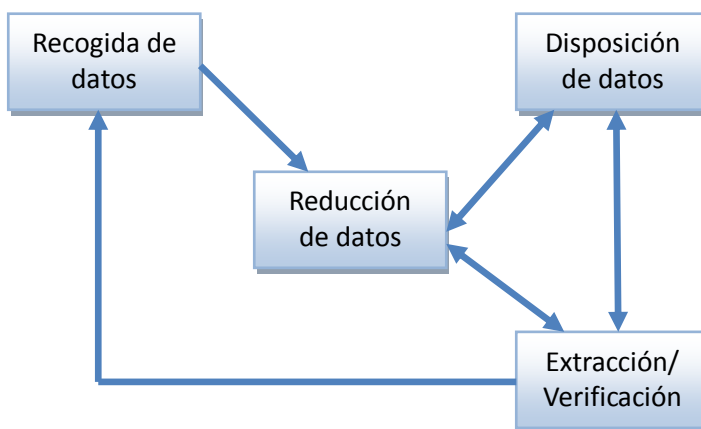 Recogida de
datos
Disposición
de datos
Reducción
de datos
Extracción/
Verificación